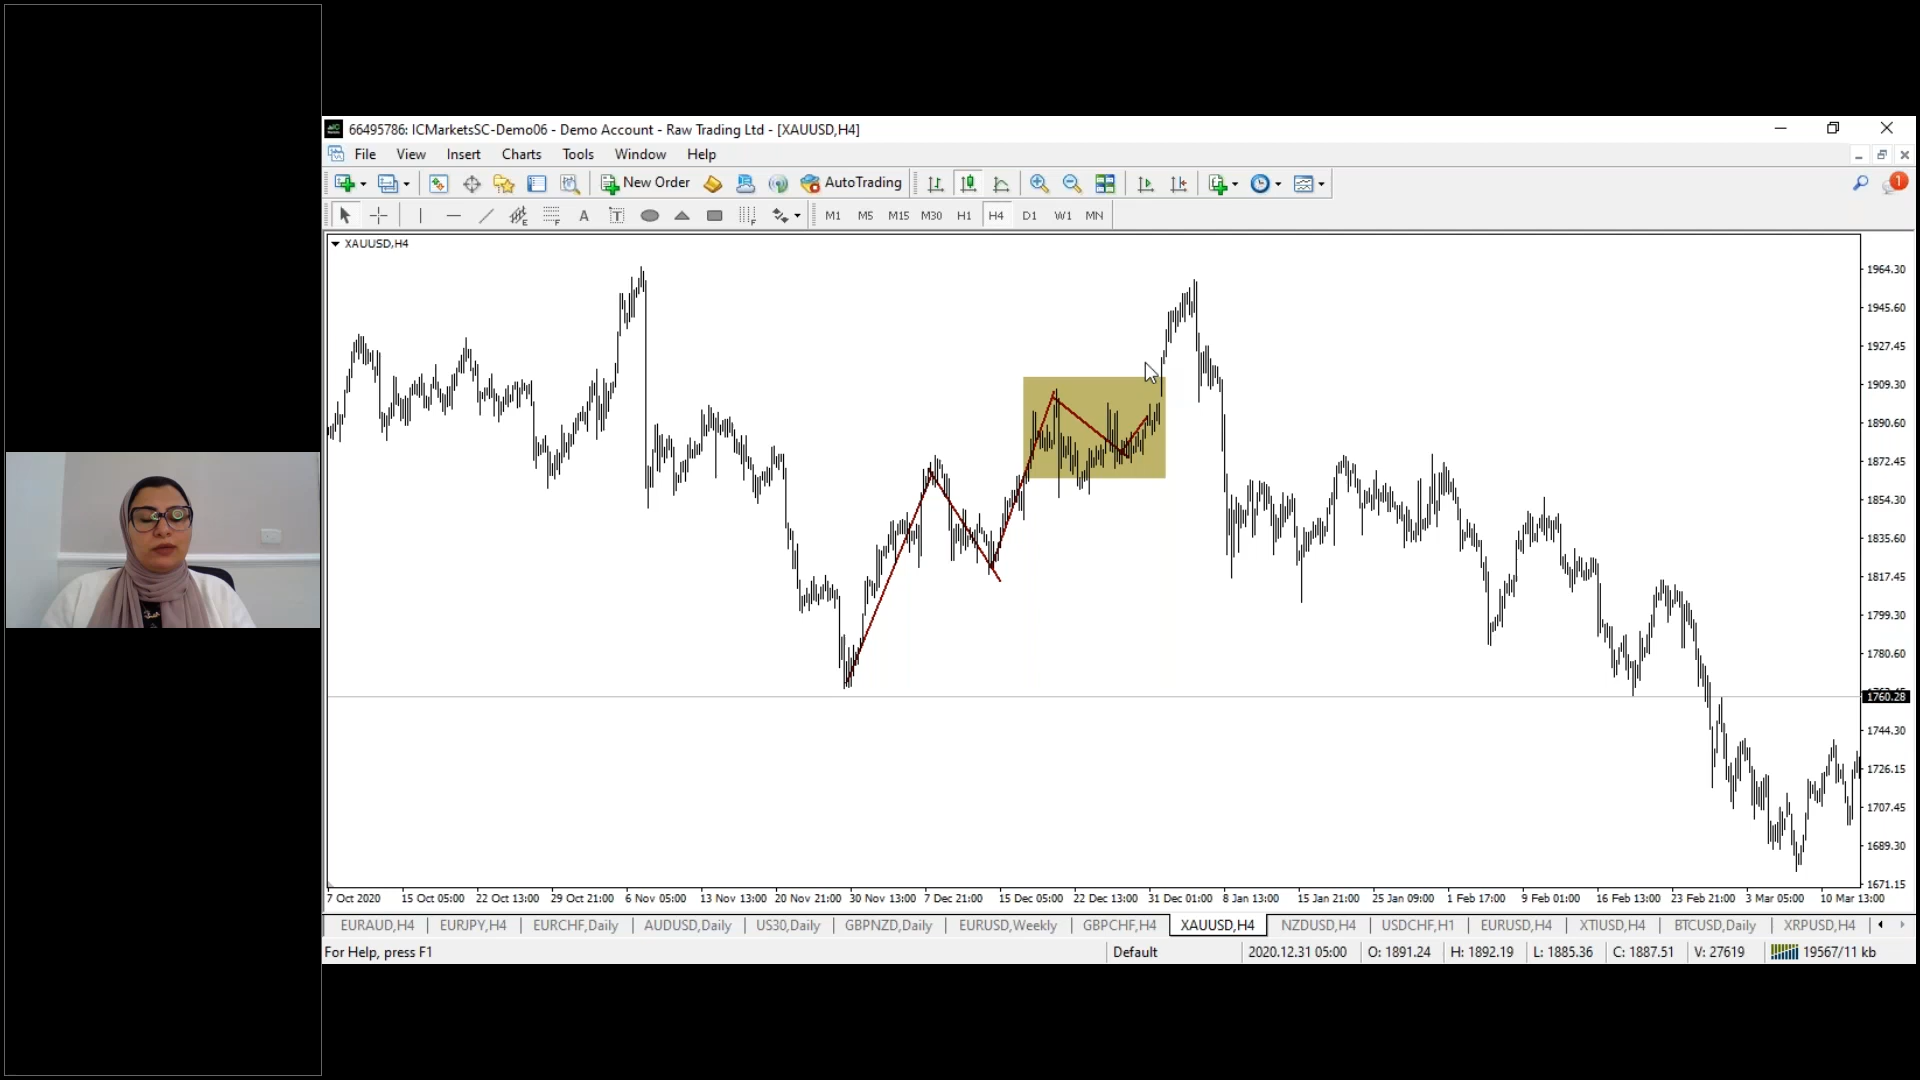 66495786: ICMarketsSC-Demo06 - Demo Account - Raw Trading Ltd - [XAUUSD,H4]
File View Insert Charts Tools Window Help
New Order AutoTrading 1
A T M1 M5 M15 M30 H1 H4 D1 W1 MN
XAUUSD,H4
1964.30
1945.60
1927.45
1909.30
1890.60
1872.45
1854.30
1835.60
1817.45
1799.30
1780.60
1760.28
1744.30
1726.15
1707.45
1689.30
1671.15
7 Oct 2020 15 Oct 05:00 22 Oct 13:00 29 Oct 21:00 6 Nov 05:00 13 Nov 13:00 20 Nov 21:00 30 Nov 13:00 7 Dec 21:00 15 Dec 05:00 22 Dec 13:00 31 Dec 01:00 8 Jan 13:00 15 Jan 21:00 25 Jan 09:00 1 Feb 17:00 9 Feb 01:00 16 Feb 13:00 23 Feb 21:00 3 Mar 05:00 10 Mar 13:00
EURAUD,H4 EURJPY,H4 EURCHF,Daily AUDUSD,Daily US30,Daily GBPNZD,Daily EURUSD,Weekly GBPCHF,H4 XAUUSD,H4 NZDUSD,H4 USDCHF,H1 EURUSD,H4 XTIUSD,H4 BTCUSD,Daily XRPUSD,H4
For Help, press F1 Default 2020.12.31 05:00 O: 1891.24 H: 1892.19 L: 1885.36 C: 1887.51 V: 27619 19567/11 kb